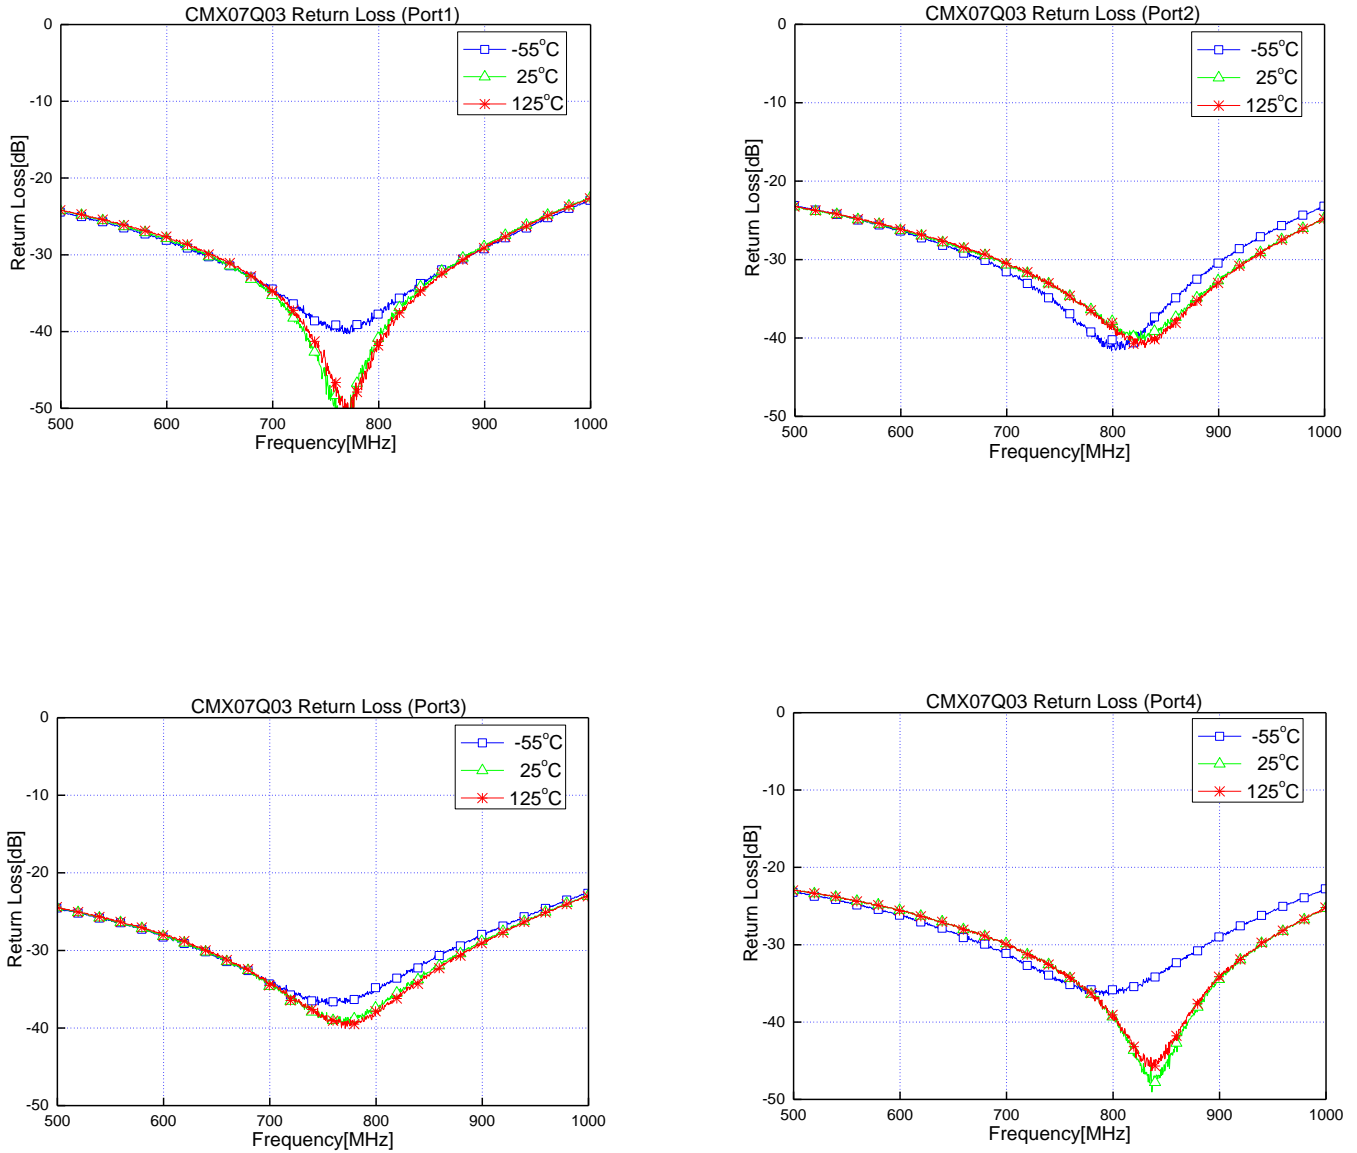 CMX07Q03 Return Loss (Port1)
0
-10
-20
-30
-40
-50
500
600
700
800
900
1000
Return Loss[dB]
Frequency[MHz]
-55°C
25°C
125°C
CMX07Q03 Return Loss (Port2)
0
-10
-20
-30
-40
-50
500
600
700
800
900
1000
Return Loss[dB]
Frequency[MHz]
-55°C
25°C
125°C
CMX07Q03 Return Loss (Port3)
0
-10
-20
-30
-40
-50
500
600
700
800
900
1000
Return Loss[dB]
Frequency[MHz]
-55°C
25°C
125°C
CMX07Q03 Return Loss (Port4)
0
-10
-20
-30
-40
-50
500
600
700
800
900
1000
Return Loss[dB]
Frequency[MHz]
-55°C
25°C
125°C